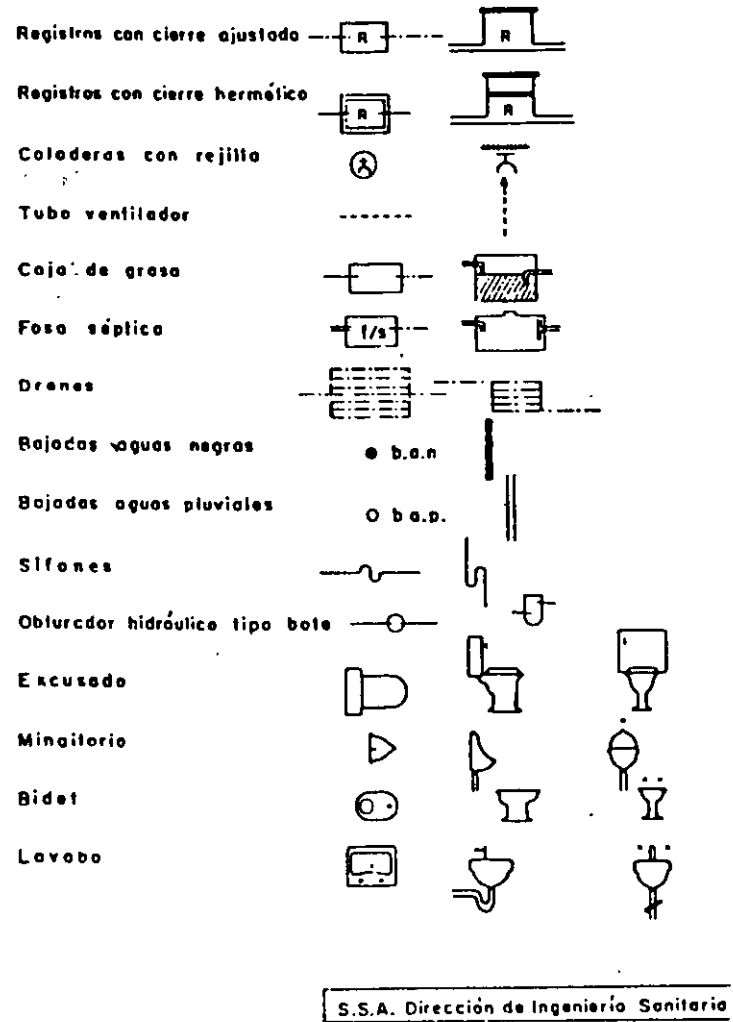 Registros con cierre ajustado R R
Registros con cierre hermético R R
Coladeras con rejilla
Tubo ventilador
Caja de grasa
Fosa séptica f/s
Drenes
Bajadas aguas negras b.a.n
Bajadas aguas pluviales b a.p.
Sifones
Obturador hidráulico tipo bote
Excusado
Mingitorio
Bidet
Lavabo
S.S.A. Dirección de Ingeniería Sanitaria